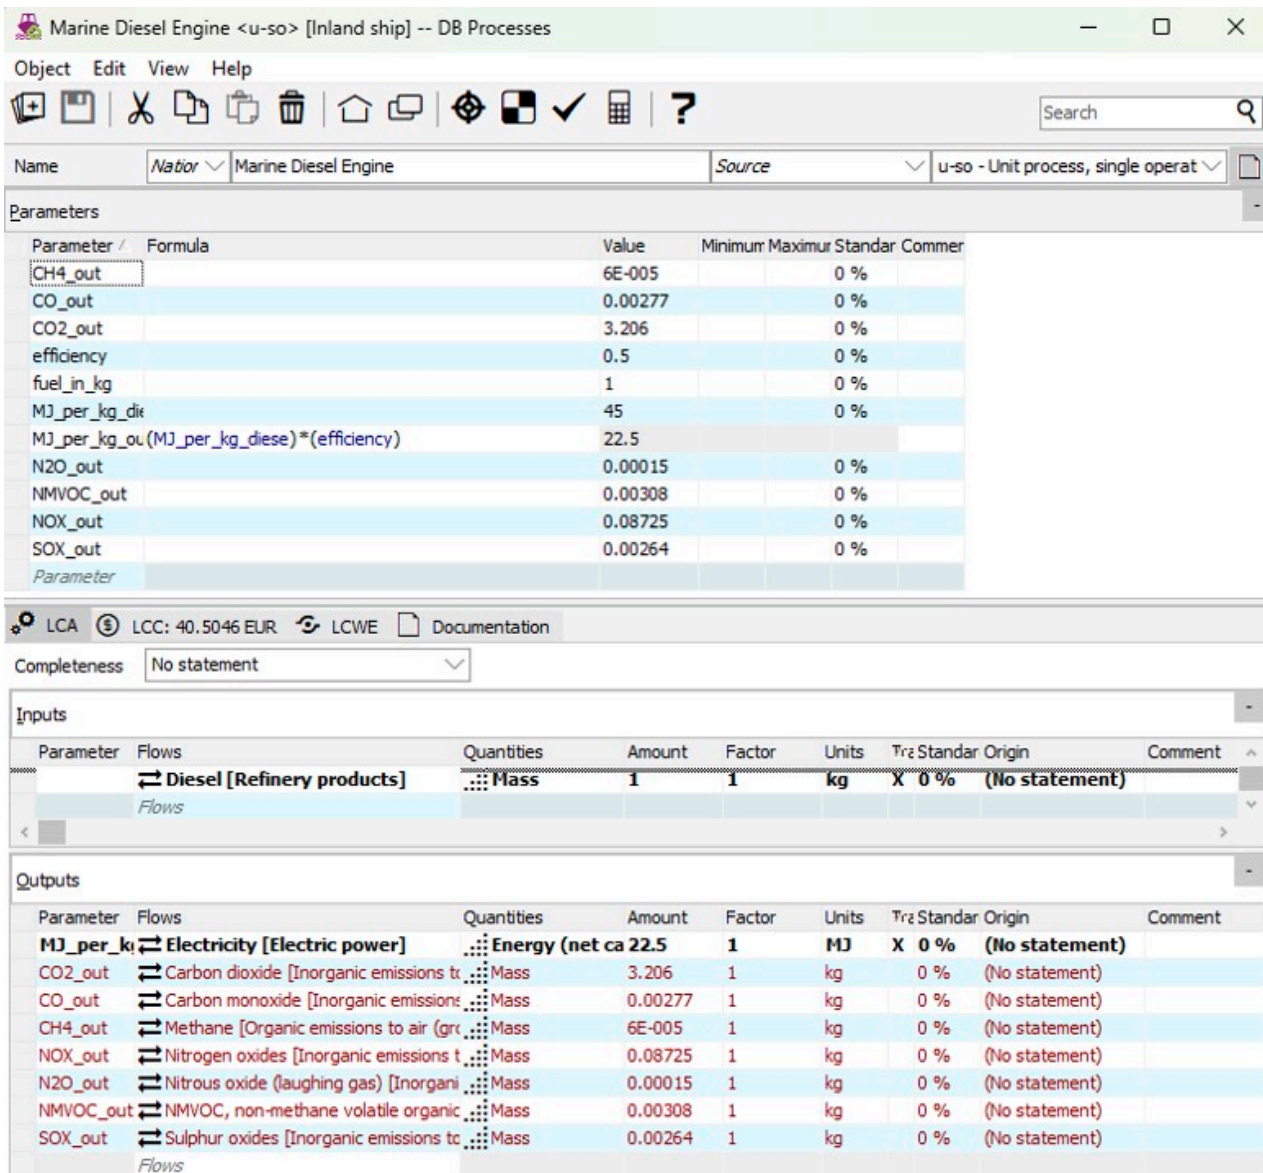 Marine Diesel Engine <u-so> [Inland ship] -- DB Processes
Object Edit View Help
Search
Name Nation Marine Diesel Engine Source u-so - Unit process, single operat
Parameters
Parameter Formula Value Minimum Maximum Standar Commen
CH4_out 6E-005 0 %
CO_out 0.00277 0 %
CO2_out 3.206 0 %
efficiency 0.5 0 %
fuel_in_kg 1 0 %
MJ_per_kg_die 45 0 %
MJ_per_kg_ou (MJ_per_kg_diese)*(efficiency) 22.5
N2O_out 0.00015 0 %
NMVOC_out 0.00308 0 %
NOX_out 0.08725 0 %
SOX_out 0.00264 0 %
Parameter
LCA LCC: 40.5046 EUR LCWE Documentation
Completeness No statement
Inputs
Parameter Flows Quantities Amount Factor Units Tra Standar Origin Comment
Diesel [Refinery products] Mass 1 1 kg X 0 % (No statement)
Flows
Outputs
Parameter Flows Quantities Amount Factor Units Tra Standar Origin Comment
MJ_per_k Electricity [Electric power] Energy (net ca 22.5 1 MJ X 0 % (No statement)
CO2_out Carbon dioxide [Inorganic emissions to Mass 3.206 1 kg 0 % (No statement)
CO_out Carbon monoxide [Inorganic emissions Mass 0.00277 1 kg 0 % (No statement)
CH4_out Methane [Organic emissions to air (gro Mass 6E-005 1 kg 0 % (No statement)
NOX_out Nitrogen oxides [Inorganic emissions t Mass 0.08725 1 kg 0 % (No statement)
N2O_out Nitrous oxide (laughing gas) [Inorgani Mass 0.00015 1 kg 0 % (No statement)
NMVOC_out NMVOC, non-methane volatile organic Mass 0.00308 1 kg 0 % (No statement)
SOX_out Sulphur oxides [Inorganic emissions to Mass 0.00264 1 kg 0 % (No statement)
Flows